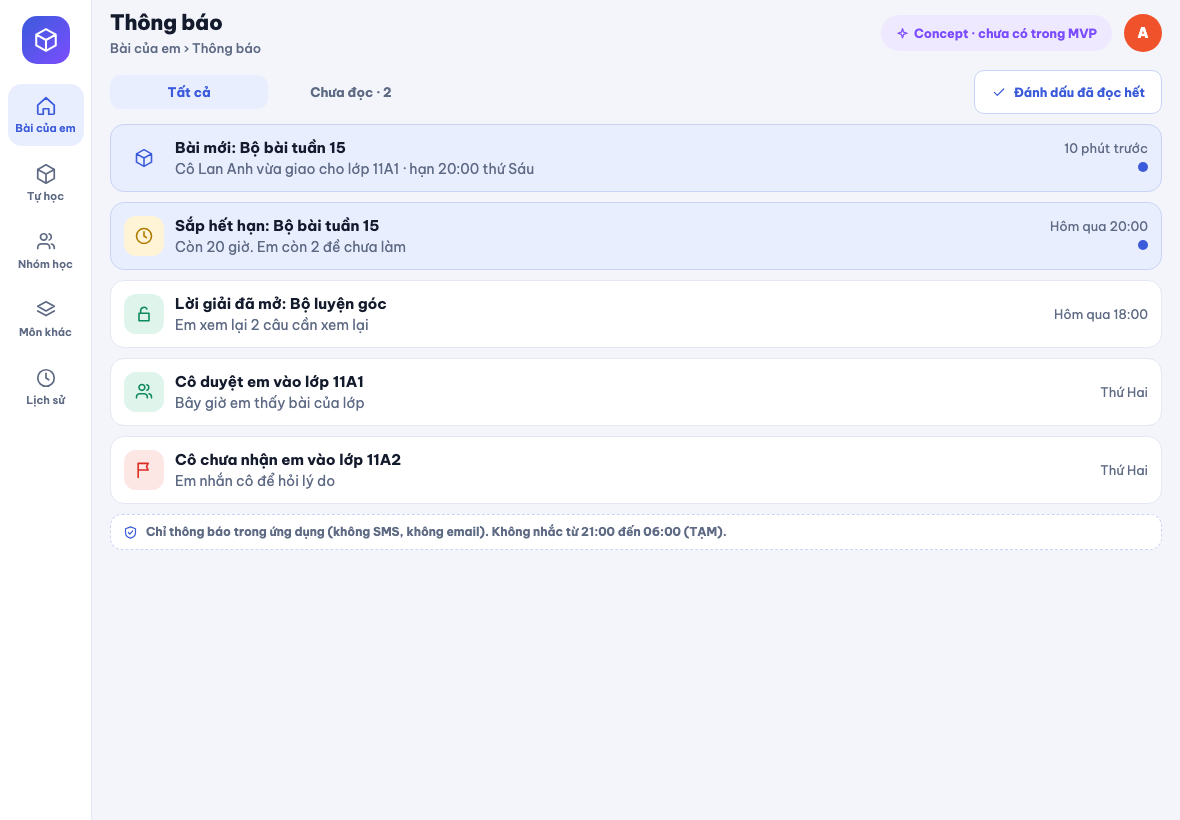 Thông báo
Bài của em › Thông báo
Concept · chưa có trong MVP
A
Bài của em
Tự học
Nhóm học
Môn khác
Lịch sử
Tất cả
Chưa đọc · 2
Đánh dấu đã đọc hết
Bài mới: Bộ bài tuần 15
10 phút trước
Cô Lan Anh vừa giao cho lớp 11A1 · hạn 20:00 thứ Sáu
Sắp hết hạn: Bộ bài tuần 15
Hôm qua 20:00
Còn 20 giờ. Em còn 2 đề chưa làm
Lời giải đã mở: Bộ luyện góc
Hôm qua 18:00
Em xem lại 2 câu cần xem lại
Cô duyệt em vào lớp 11A1
Thứ Hai
Bây giờ em thấy bài của lớp
Cô chưa nhận em vào lớp 11A2
Thứ Hai
Em nhắn cô để hỏi lý do
Chỉ thông báo trong ứng dụng (không SMS, không email). Không nhắc từ 21:00 đến 06:00 (TẠM).